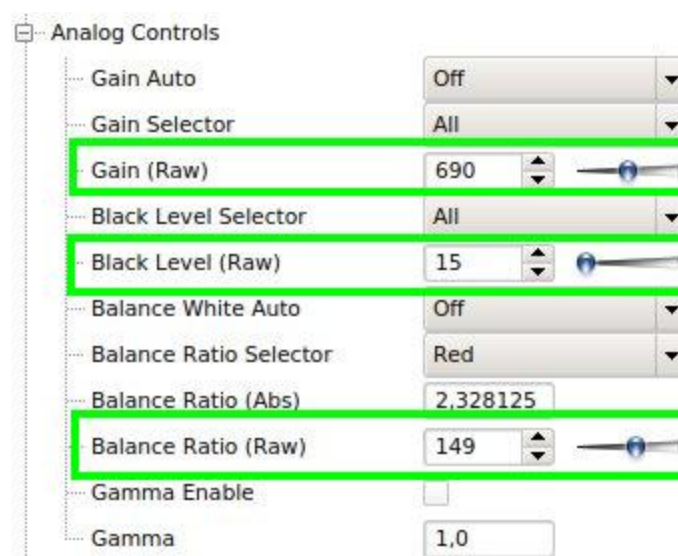 Analog Controls
Gain Auto Off
Gain Selector All
Gain (Raw) 690
Black Level Selector All
Black Level (Raw) 15
Balance White Auto Off
Balance Ratio Selector Red
Balance Ratio (Abs) 2,328125
Balance Ratio (Raw) 149
Gamma Enable
Gamma 1,0